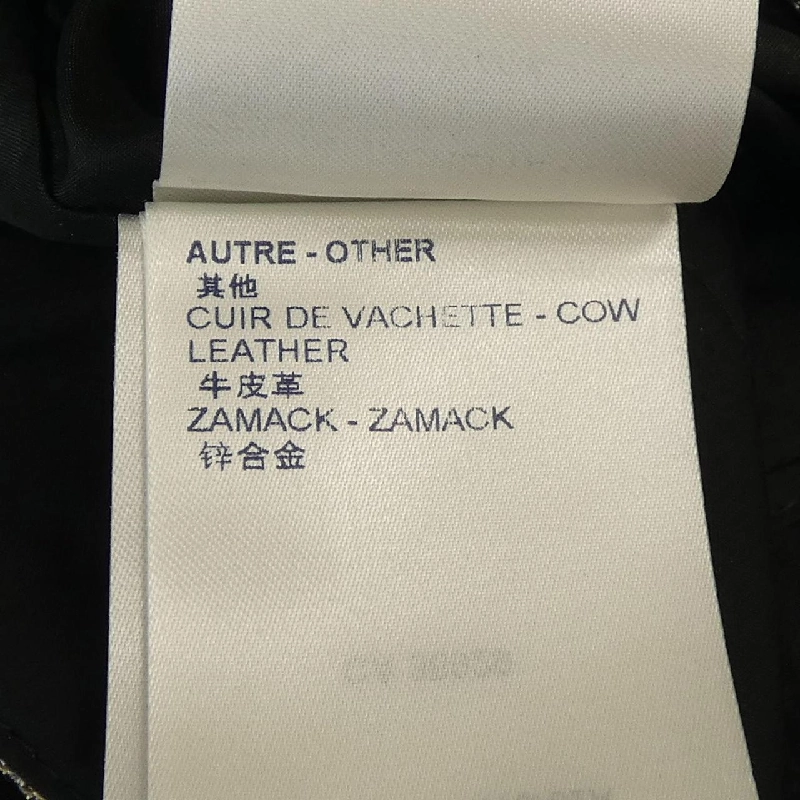 AUTRE - OTHER
其他
CUIR DE VACHETTE - COW
LEATHER
牛皮革
ZAMACK - ZAMACK
锌合金